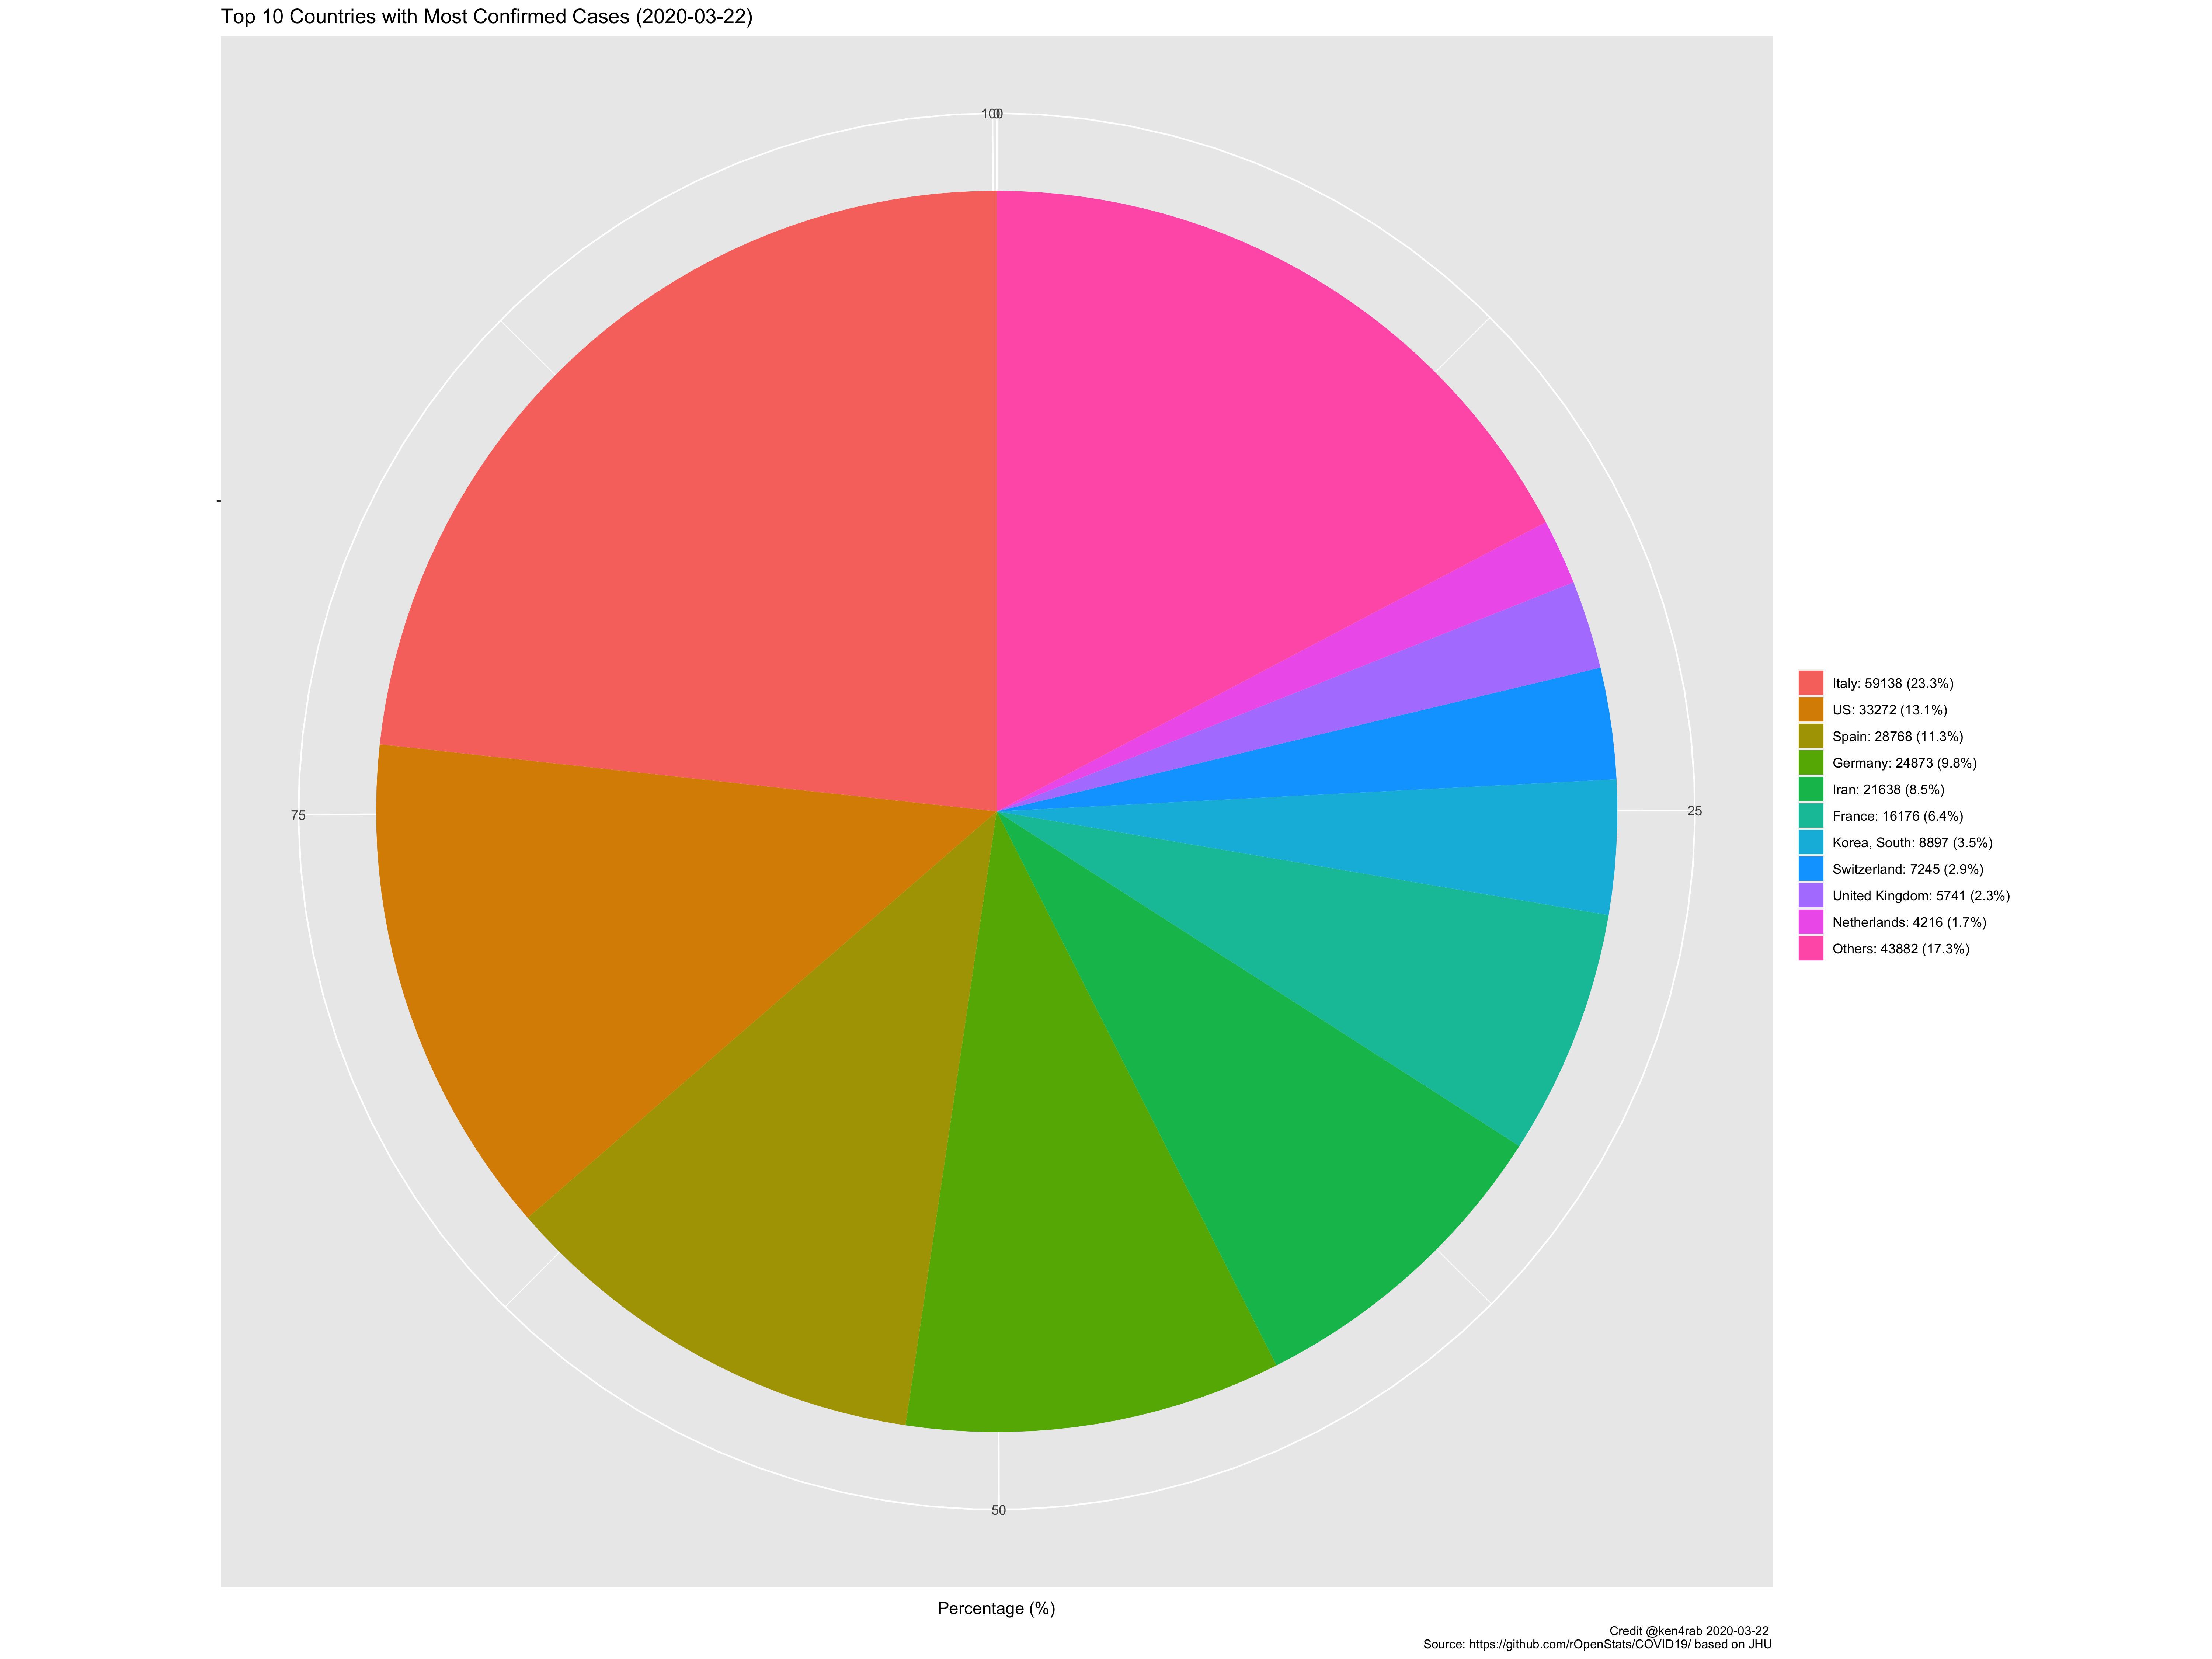 Top 10 Countries with Most Confirmed Cases (2020-03-22)
100
0
75
25
50
Italy: 59138 (23.3%)
US: 33272 (13.1%)
Spain: 28768 (11.3%)
Germany: 24873 (9.8%)
Iran: 21638 (8.5%)
France: 16176 (6.4%)
Korea, South: 8897 (3.5%)
Switzerland: 7245 (2.9%)
United Kingdom: 5741 (2.3%)
Netherlands: 4216 (1.7%)
Others: 43882 (17.3%)
Percentage (%)
Credit @ken4rab 2020-03-22
Source: https://github.com/rOpenStats/COVID19/ based on JHU